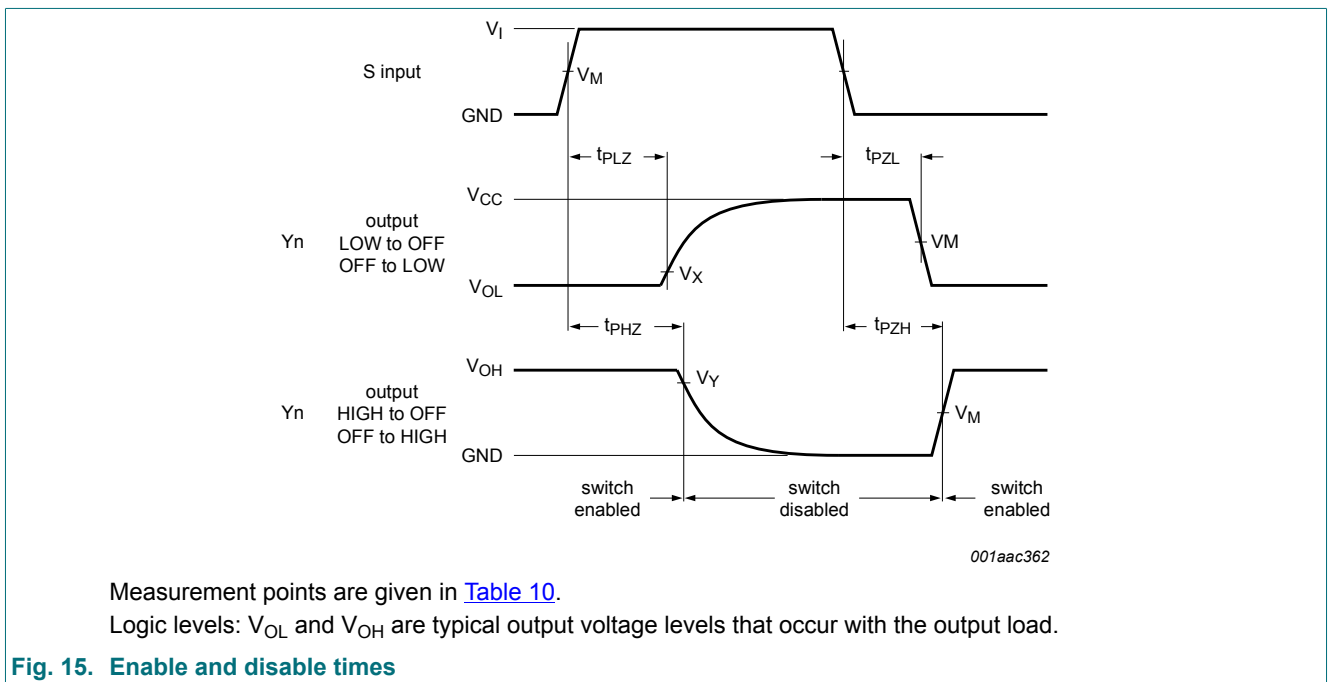 V_I
S input
V_M
GND
t_PLZ
t_PZL
V_CC
output
Yn LOW to OFF
OFF to LOW
VM
V_X
V_OL
t_PHZ
t_PZH
V_OH
V_Y
output
Yn HIGH to OFF
OFF to HIGH
V_M
GND
switch
enabled
switch
disabled
switch
enabled
001aac362
Measurement points are given in Table 10.
Logic levels: V_OL and V_OH are typical output voltage levels that occur with the output load.
Fig. 15. Enable and disable times